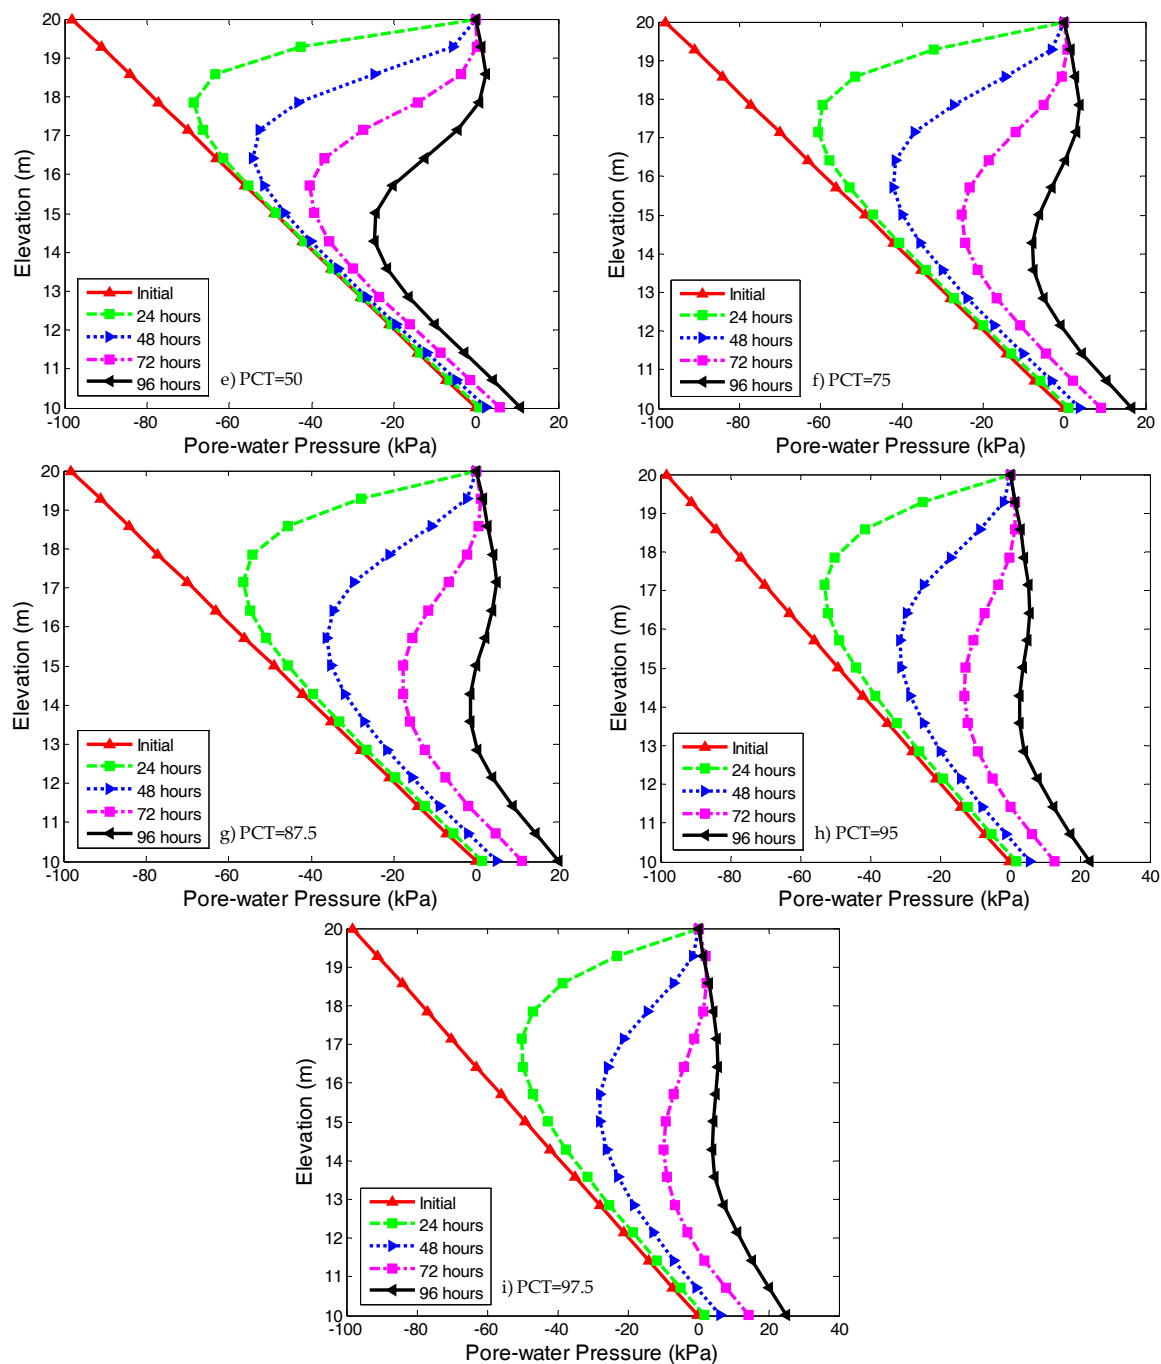 20
19
18
17
16
15
14
13
12
11
10
Elevation (m)
Initial
24 hours
48 hours
72 hours
96 hours
e) PCT=50
-100 -80 -60 -40 -20 0 20
Pore-water Pressure (kPa)
20
19
18
17
16
15
14
13
12
11
10
Elevation (m)
Initial
24 hours
48 hours
72 hours
96 hours
f) PCT=75
-100 -80 -60 -40 -20 0 20
Pore-water Pressure (kPa)
20
19
18
17
16
15
14
13
12
11
10
Elevation (m)
Initial
24 hours
48 hours
72 hours
96 hours
g) PCT=87.5
-100 -80 -60 -40 -20 0 20
Pore-water Pressure (kPa)
20
19
18
17
16
15
14
13
12
11
10
Elevation (m)
Initial
24 hours
48 hours
72 hours
96 hours
h) PCT=95
-100 -80 -60 -40 -20 0 20 40
Pore-water Pressure (kPa)
20
19
18
17
16
15
14
13
12
11
10
Elevation (m)
Initial
24 hours
48 hours
72 hours
96 hours
i) PCT=97.5
-100 -80 -60 -40 -20 0 20 40
Pore-water Pressure (kPa)